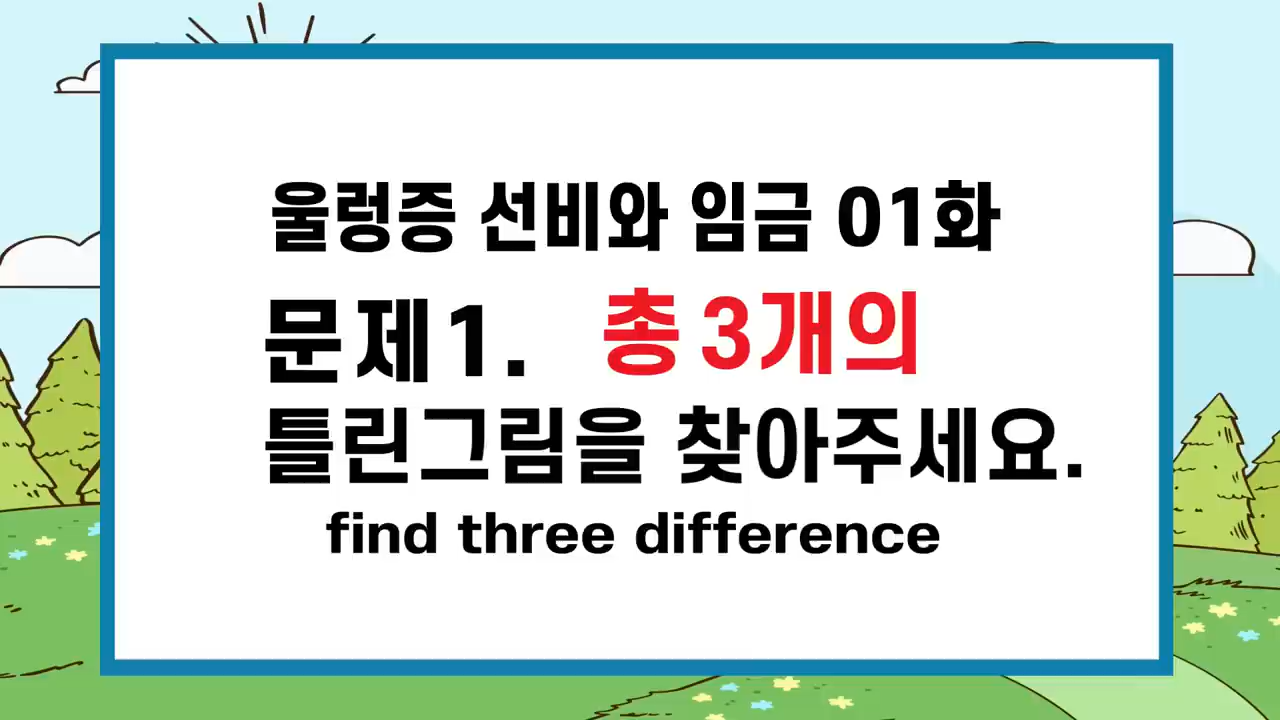 울렁증 선비와 임금 01화
문제1. 총 3개의
틀린그림을 찾아주세요.
find three difference